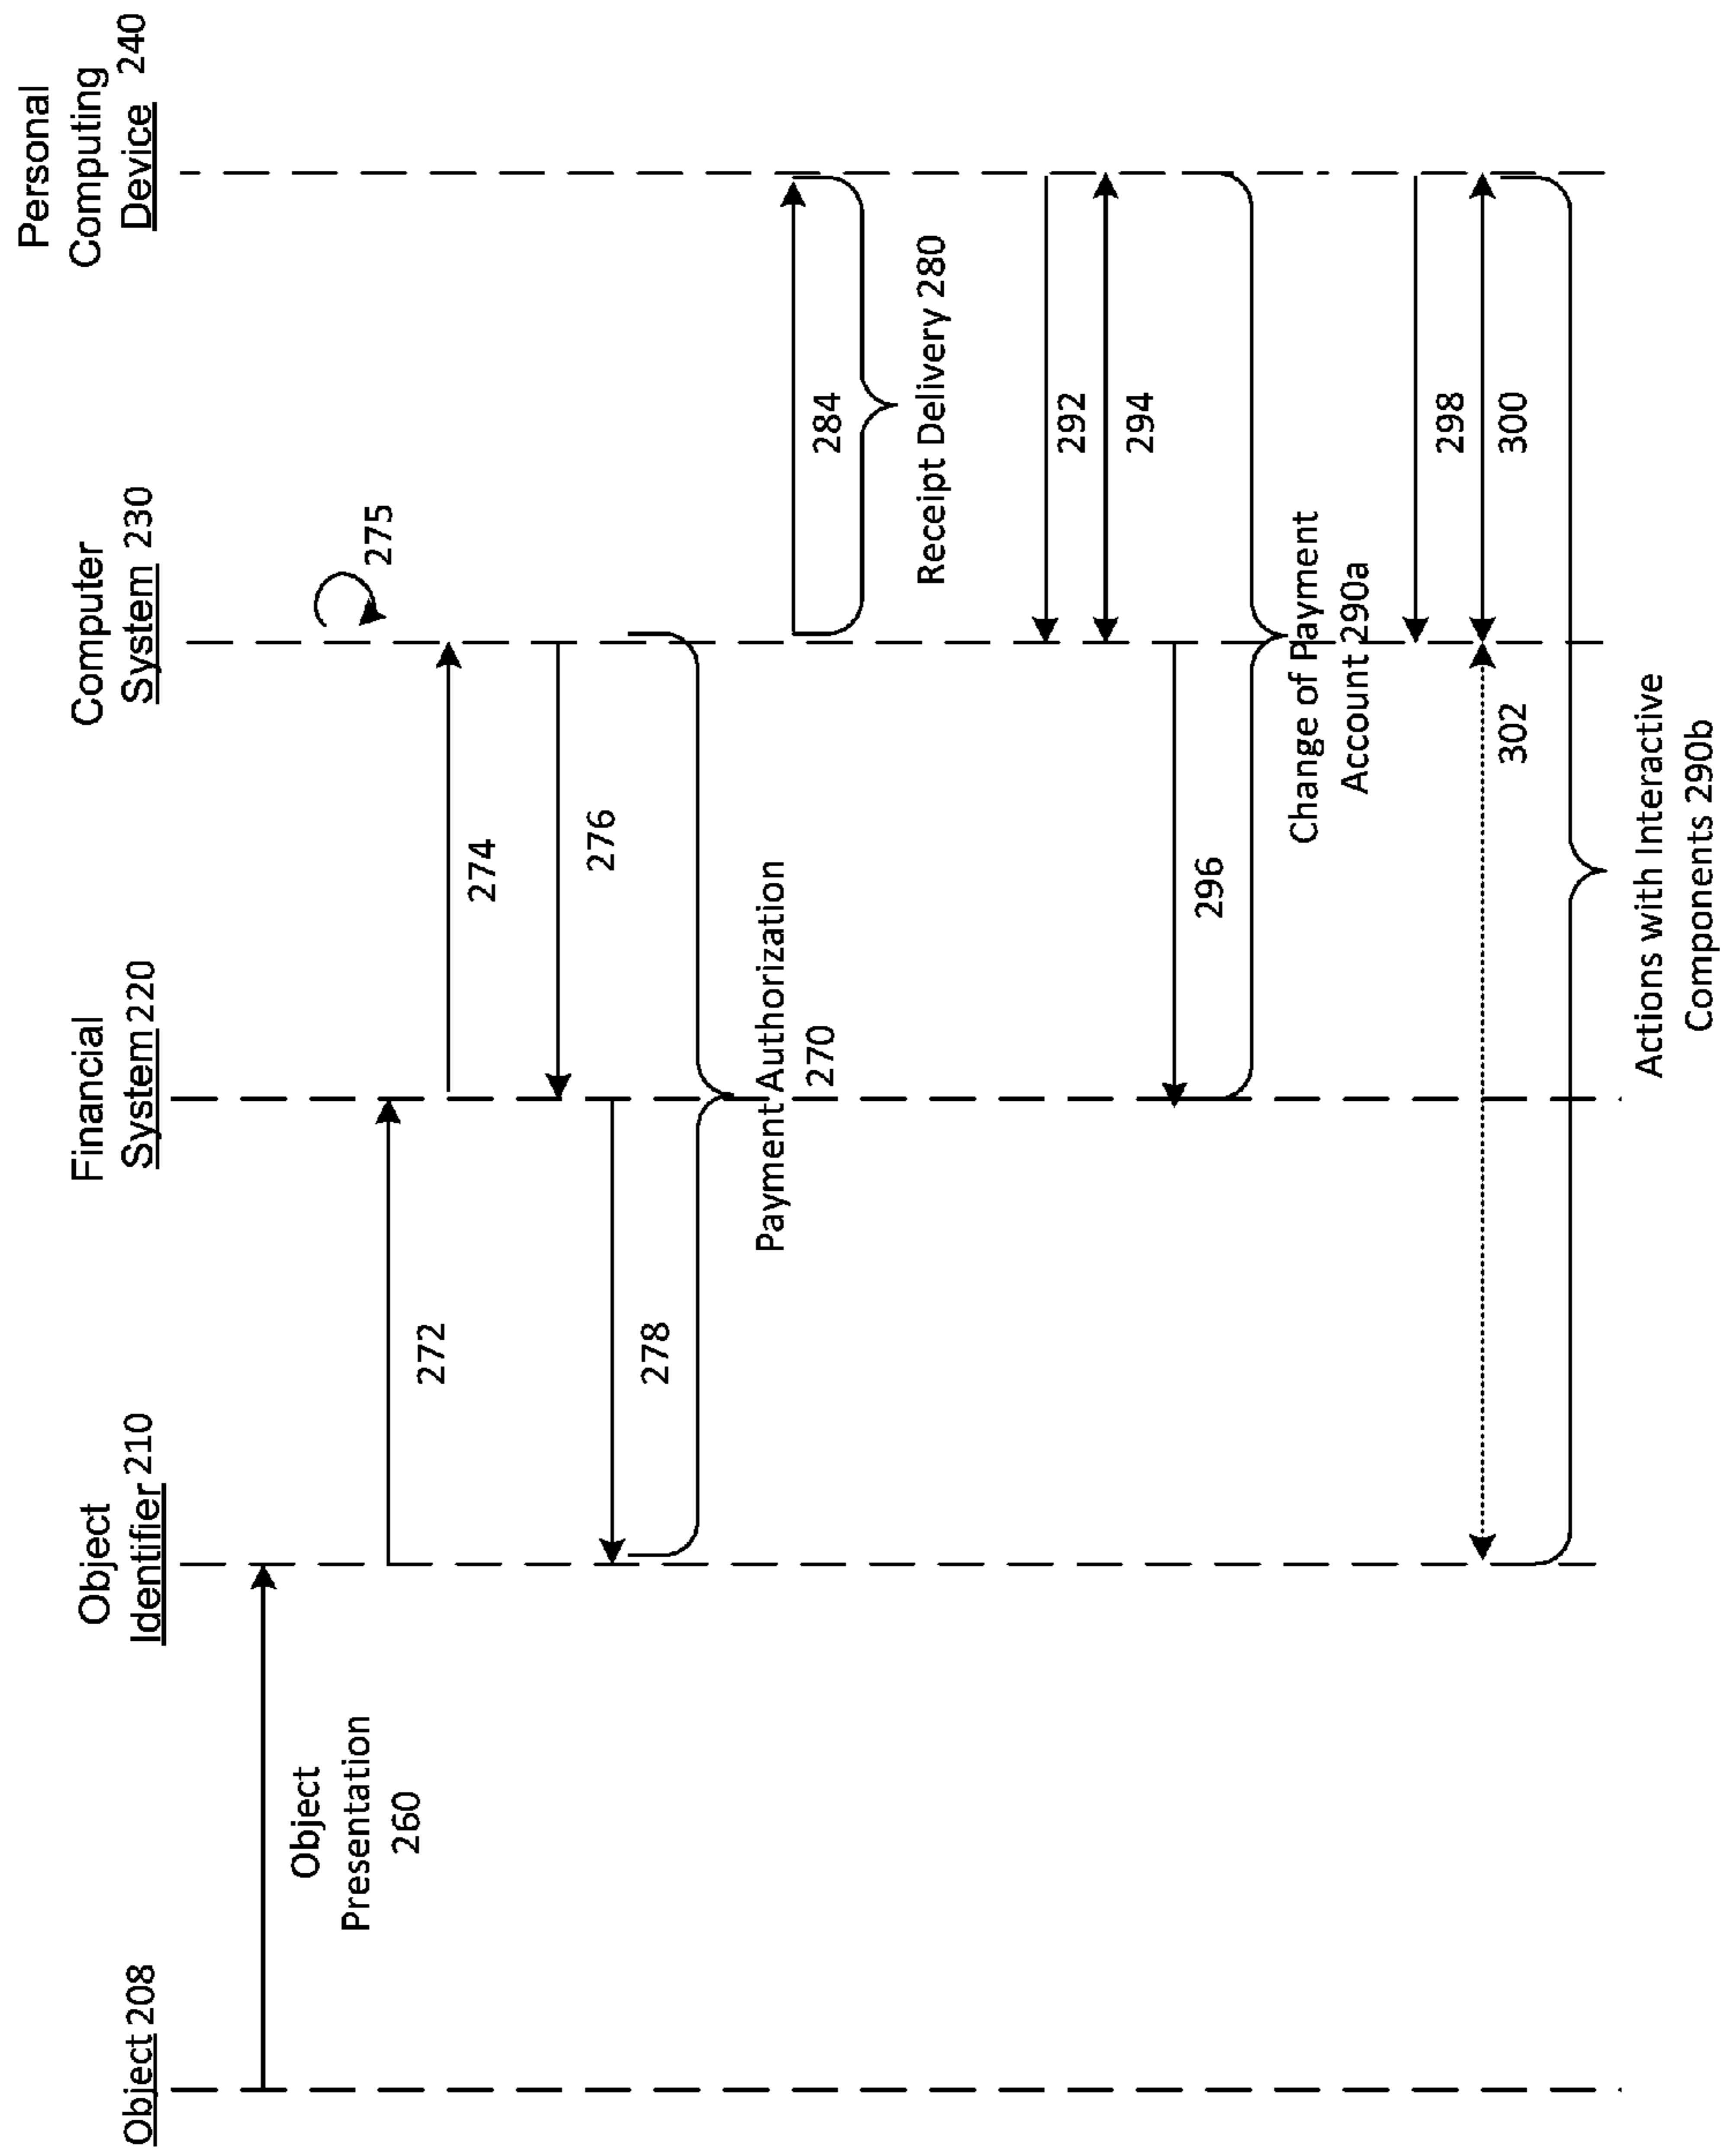 Object 208
Object
Identifier 210
Financial
System 220
Computer
System 230
Personal
Computing
Device 240
Object
Presentation
260
275
272
274
276
278
Payment Authorization
270
284
Receipt Delivery 280
292
294
296
Change of Payment
Account 290a
298
300
302
Actions with Interactive
Components 290b